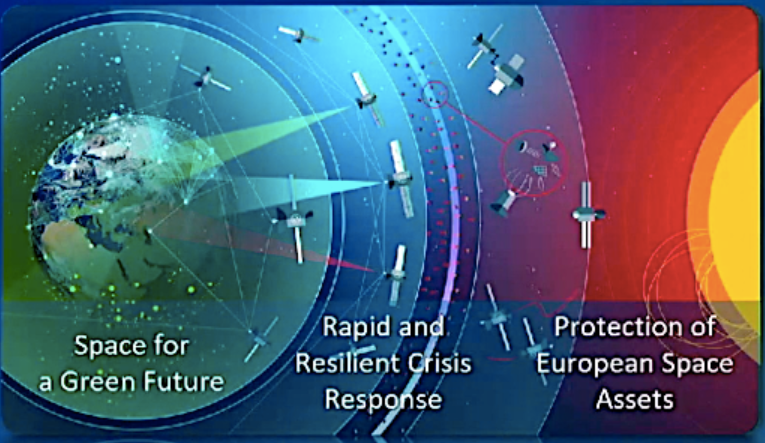 Space for
a Green Future
Rapid and
Resilient Crisis
Response
Protection of
European Space
Assets